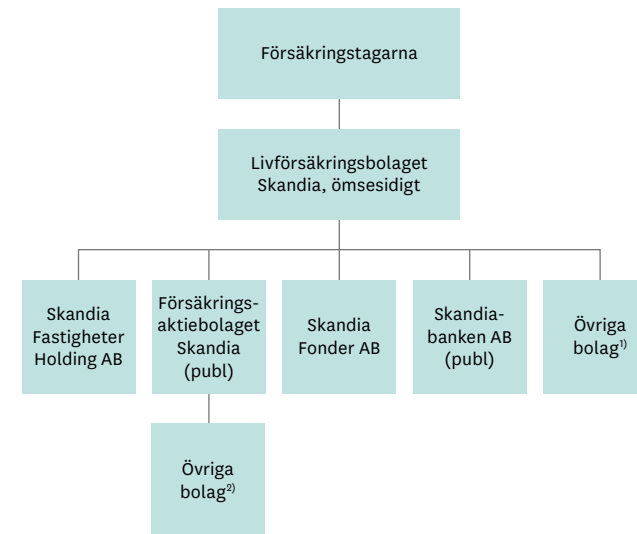 Försäkringstagarna
Livförsäkringsbolaget
Skandia, ömsesidigt
Skandia
Fastigheter
Holding AB
Försäkrings-
aktiebolaget
Skandia
(publ)
Skandia
Fonder AB
Skandia-
banken AB
(publ)
Övriga
bolag¹⁾
Övriga
bolag²⁾